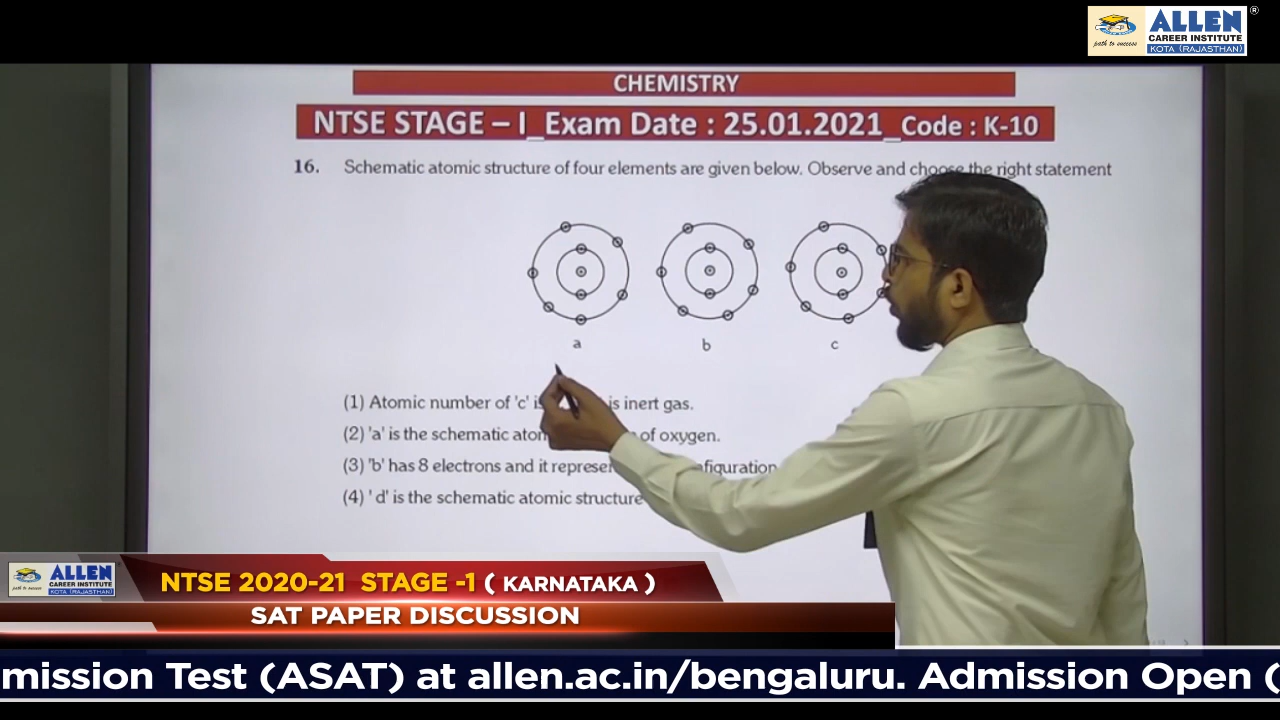 ALLEN
CAREER INSTITUTE
KOTA (RAJASTHAN)
path to success
®
CHEMISTRY
NTSE STAGE – I_Exam Date : 25.01.2021_Code : K-10
16. Schematic atomic structure of four elements are given below. Observe and choose the right statement
a b c
(1) Atomic number of 'c' is is inert gas.
(2) 'a' is the schematic of oxygen.
(3) 'b' has 8 electrons and it
(4) ' d' is the schematic atomic structure
ALLEN
CAREER INSTITUTE
KOTA (RAJASTHAN)
NTSE 2020-21 STAGE -1 ( KARNATAKA )
SAT PAPER DISCUSSION
mission Test (ASAT) at allen.ac.in/bengaluru. Admission Open (